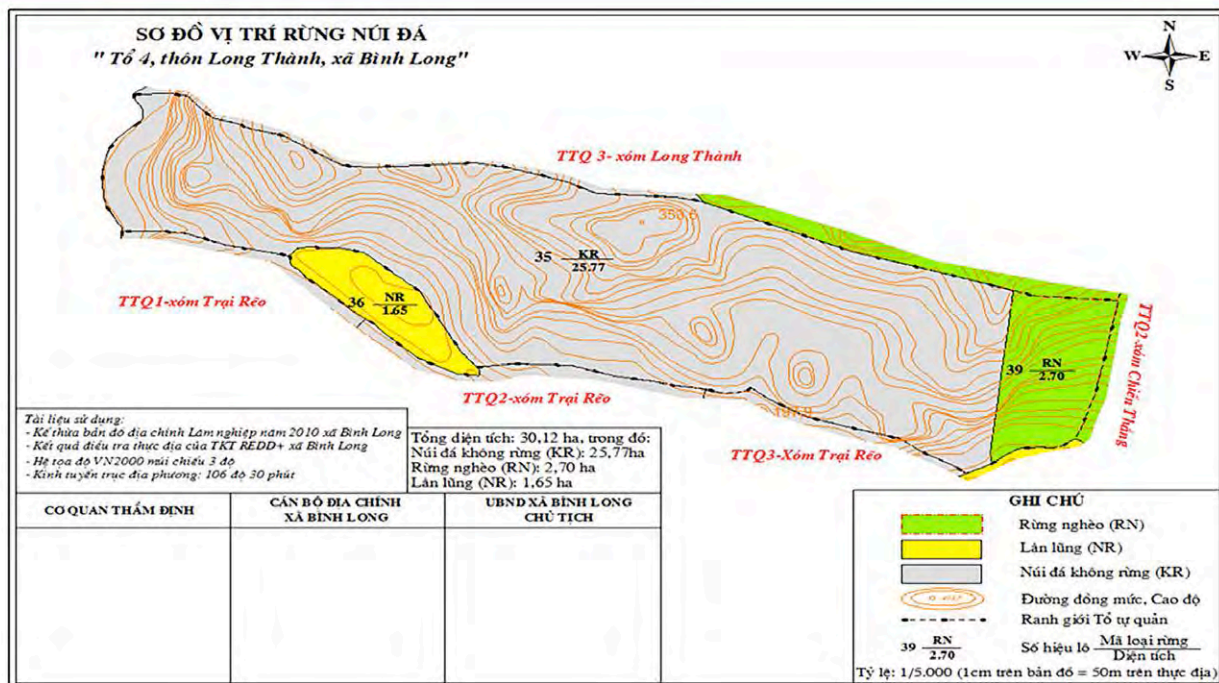 SƠ ĐỒ VỊ TRÍ RỪNG NÚI ĐÁ
" Tổ 4, thôn Long Thành, xã Bình Long"
N
W E
S
TTQ 3- xóm Long Thành
353.6
35 KR
25.77
TTQ1-xóm Trại Rẽo
36 NR
1.65
TTQ2-xóm Chiến Thắng
39 RN
2.70
TTQ2-xóm Trại Rẽo
197.9
TTQ3-Xóm Trại Rẽo
Tài liệu sử dụng:
- Kế thừa bản đồ địa chính Lâm nghiệp năm 2010 xã Bình Long
- Kết quả điều tra thực địa của TKT REDD+ xã Bình Long
- Hệ tọa độ VN2000 múi chiếu 3 độ
- Kinh tuyến trục địa phương: 106 độ 30 phút
Tổng diện tích: 30,12 ha, trong đó:
Núi đá không rừng (KR): 25,77ha
Rừng nghèo (RN): 2,70 ha
Lân lũng (NR): 1,65 ha
CƠ QUAN THẨM ĐỊNH
CÁN BỘ ĐỊA CHÍNH
XÃ BÌNH LONG
UBND XÃ BÌNH LONG
CHỦ TỊCH
GHI CHÚ
Rừng nghèo (RN)
Lân lũng (NR)
Núi đá không rừng (KR)
Đường đồng mức, Cao độ
Ranh giới Tổ tự quản
39 RN
2.70
Số hiệu lô Mã loại rừng
Diện tích
Tỷ lệ: 1/5.000 (1cm trên bản đồ = 50m trên thực địa)